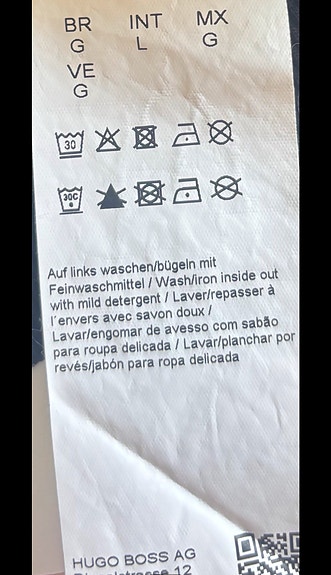 BR INT MX
G L G
VE
G
30
30C
Auf links waschen/bügeln mit
Feinwaschmittel / Wash/iron inside out
with mild detergent / Laver/repasser à
l'envers avec savon doux /
Lavar/engomar de avesso com sabão
para roupa delicada / Lavar/planchar por
revés/jabón para ropa delicada
HUGO BOSS AG
12